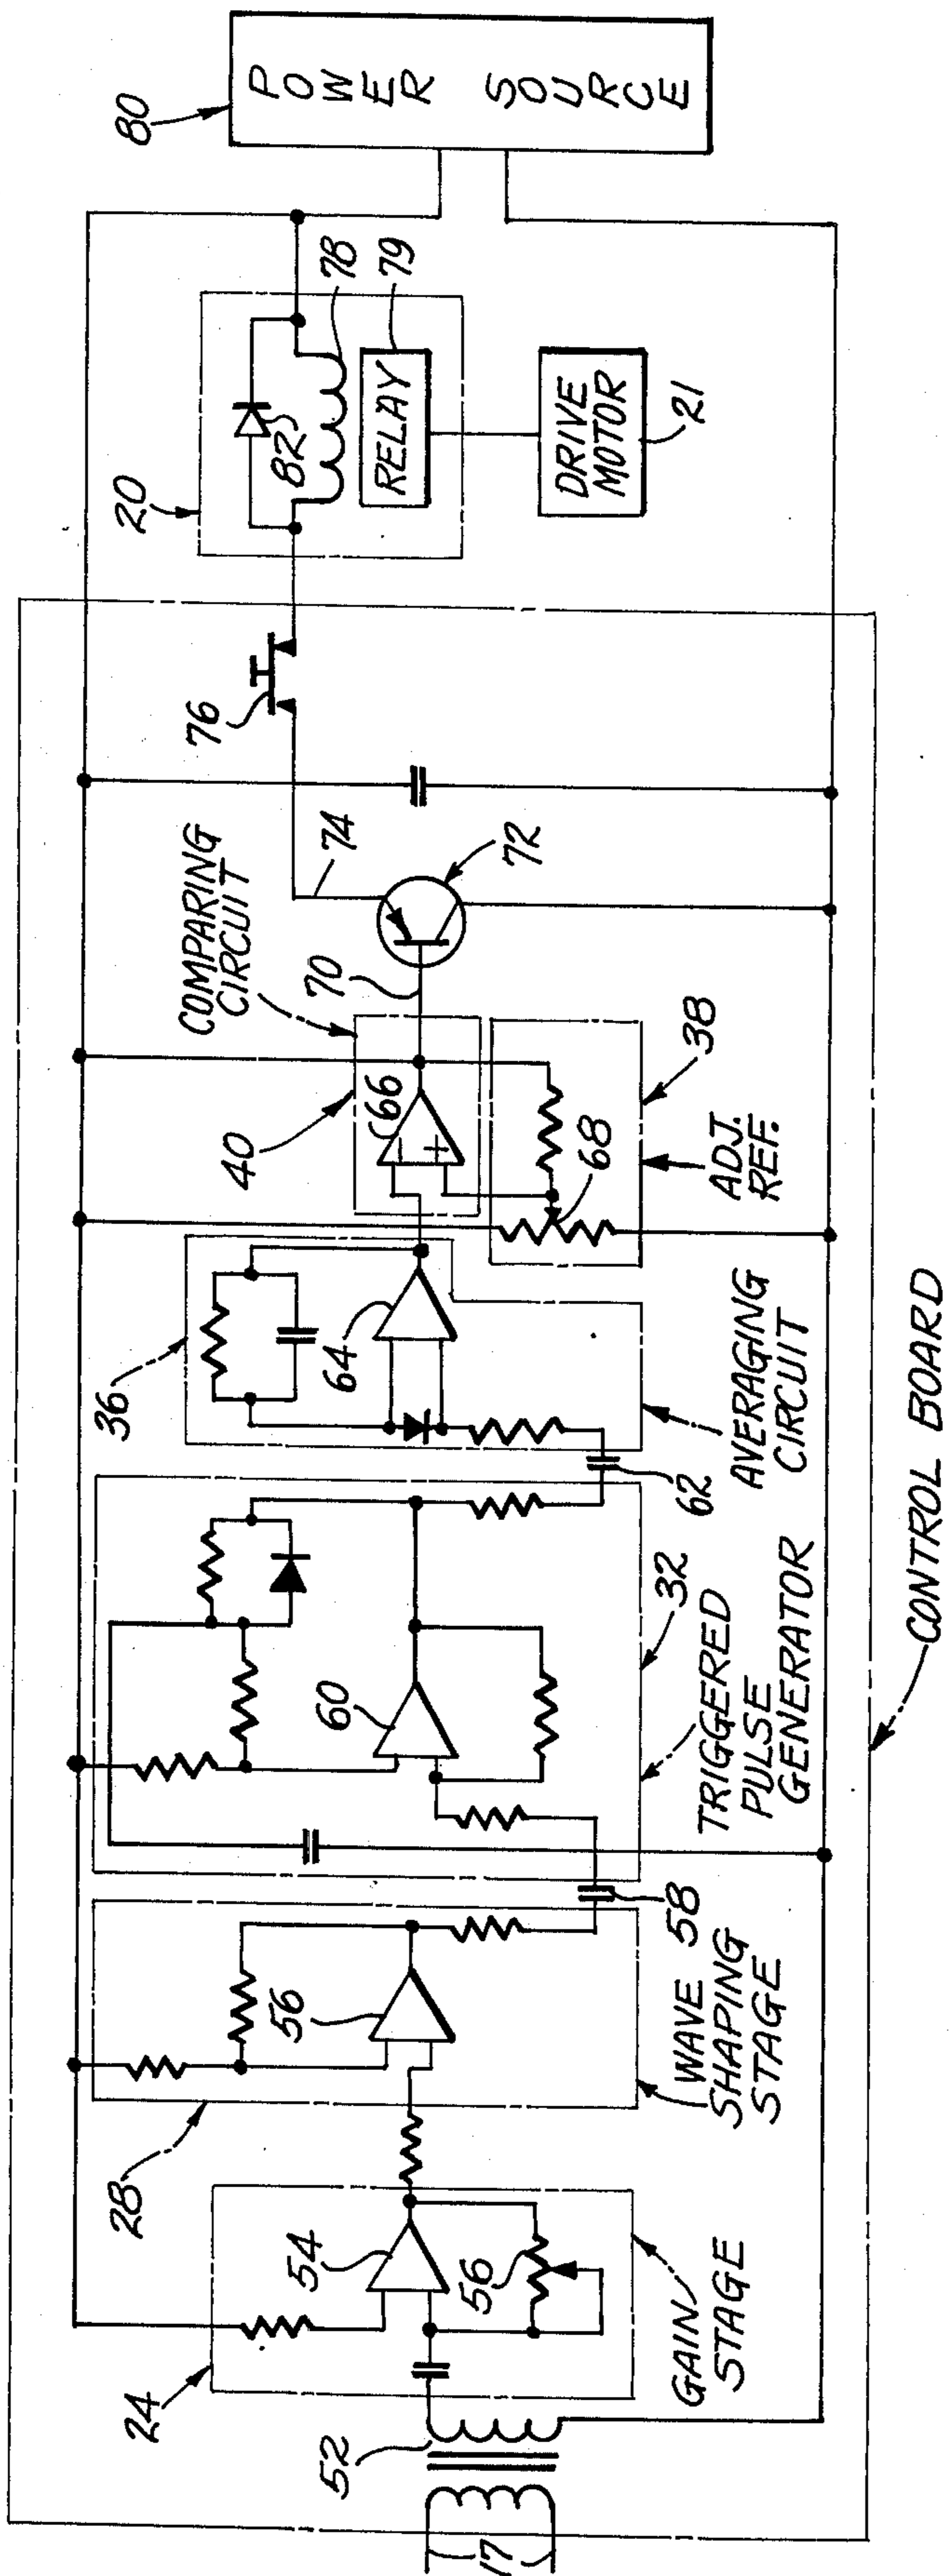 17
52
24
54
56
GAIN
STAGE
28
56
WAVE
SHAPING
STAGE
58
60
TRIGGERED
PULSE
GENERATOR
32
62
36
64
AVERAGING
CIRCUIT
40
66
COMPARING
CIRCUIT
68
38
ADJ.
REF.
70
72
74
76
CONTROL BOARD
20
82
78
RELAY
79
DRIVE
MOTOR
21
80
POWER
SOURCE